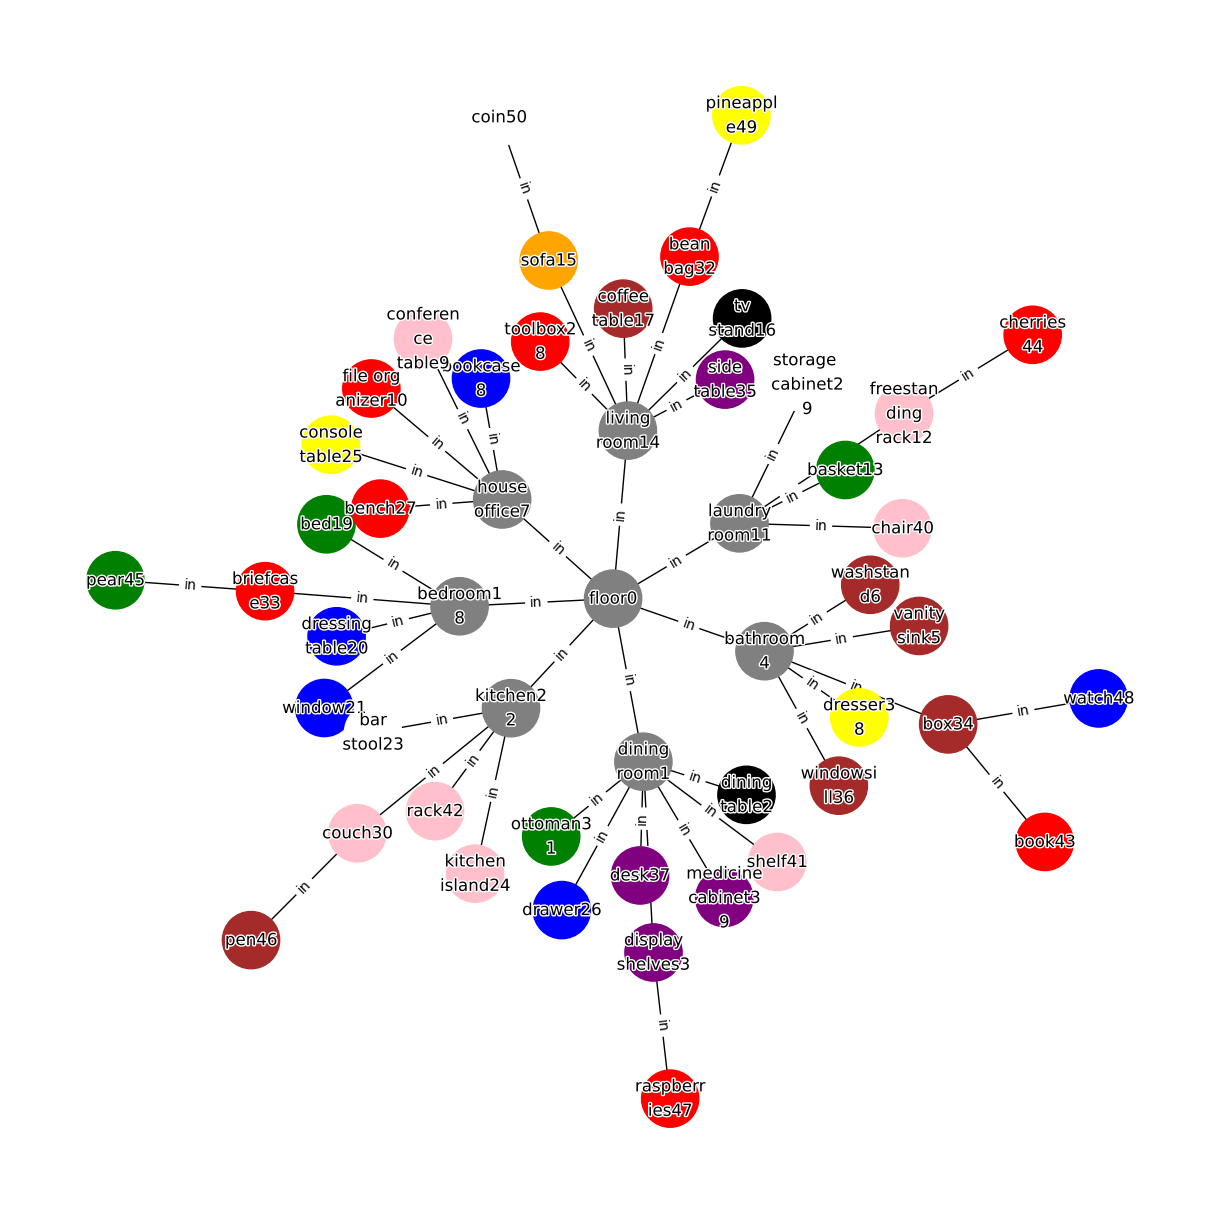 coin50
pineappl
e49
in
in
sofa15
bean
bag32
coffee
table17
tv
stand16
conferen
ce
table9
toolbox2
8
cherries
44
in
in
in
in
in
storage
cabinet2
9
bookcase
8
side
table35
file org
anizer10
freestan
ding
rack12
in
in
in
in
in
living
room14
console
table25
in
in
in
basket13
in
in
house
office7
laundry
room11
bench27
in
bed19
in
chair40
in
in
in
in
pear45
in
briefcas
e33
in
bedroom1
8
in
floor0
washstan
d6
vanity
sink5
in
in
dressing
table20
in
in
bathroom
4
in
in
in
in
in
in
window21
bar
stool23
in
kitchen2
2
dresser3
8
box34
in
watch48
in
dining
room1
in
in
in
dining
table2
windowsi
ll36
in
in
in
rack42
in
in
in
in
in
couch30
ottoman3
1
book43
kitchen
island24
desk37
medicine
cabinet3
9
shelf41
in
drawer26
pen46
display
shelves3
in
raspberr
ies47